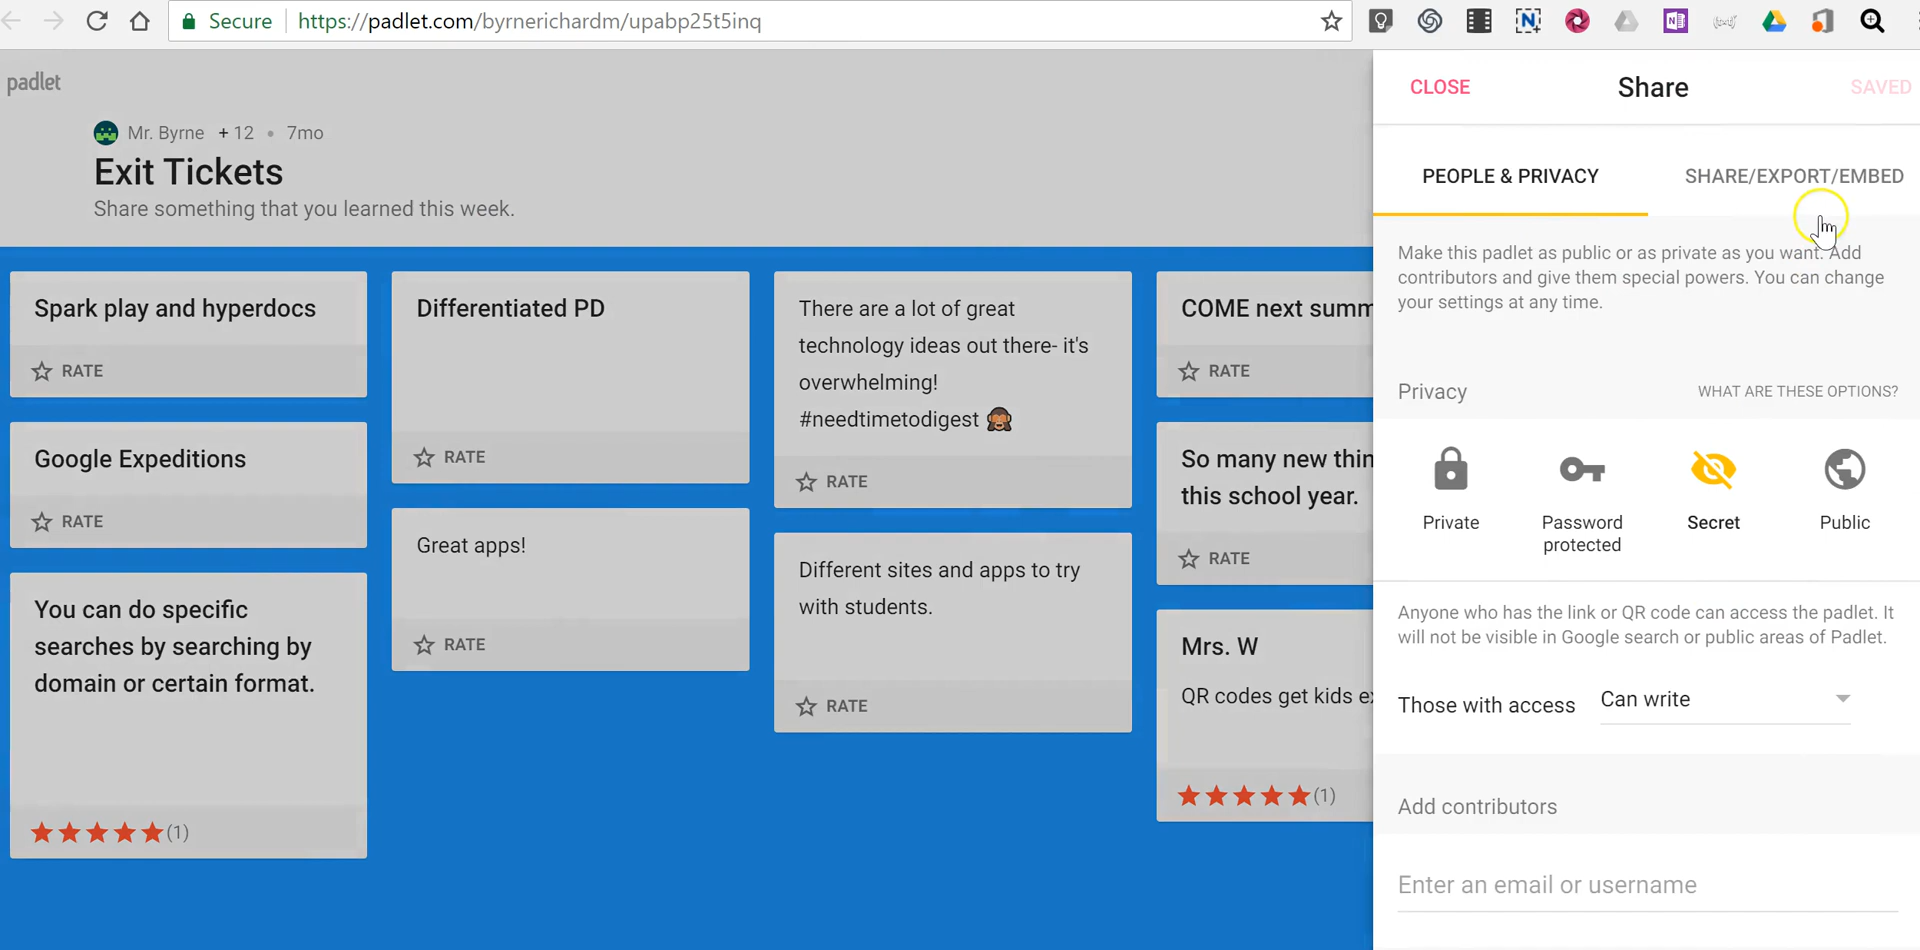 Secure
https://padlet.com/byrnerichardm/upabp25t5inq
padlet
Mr. Byrne + 12 • 7mo
Exit Tickets
Share something that you learned this week.
Spark play and hyperdocs
RATE
Google Expeditions
RATE
You can do specific
searches by searching by
domain or certain format.
(1)
Differentiated PD
RATE
Great apps!
RATE
There are a lot of great
technology ideas out there- it's
overwhelming!
#needtimetodigest 🙈
RATE
Different sites and apps to try
with students.
RATE
COME next summ
RATE
So many new thin
this school year.
RATE
Mrs. W
QR codes get kids e
(1)
CLOSE
Share
SAVED
PEOPLE & PRIVACY
SHARE/EXPORT/EMBED
Make this padlet as public or as private as you want. Add
contributors and give them special powers. You can change
your settings at any time.
Privacy
WHAT ARE THESE OPTIONS?
Private
Password
protected
Secret
Public
Anyone who has the link or QR code can access the padlet. It
will not be visible in Google search or public areas of Padlet.
Those with access
Can write
Add contributors
Enter an email or username